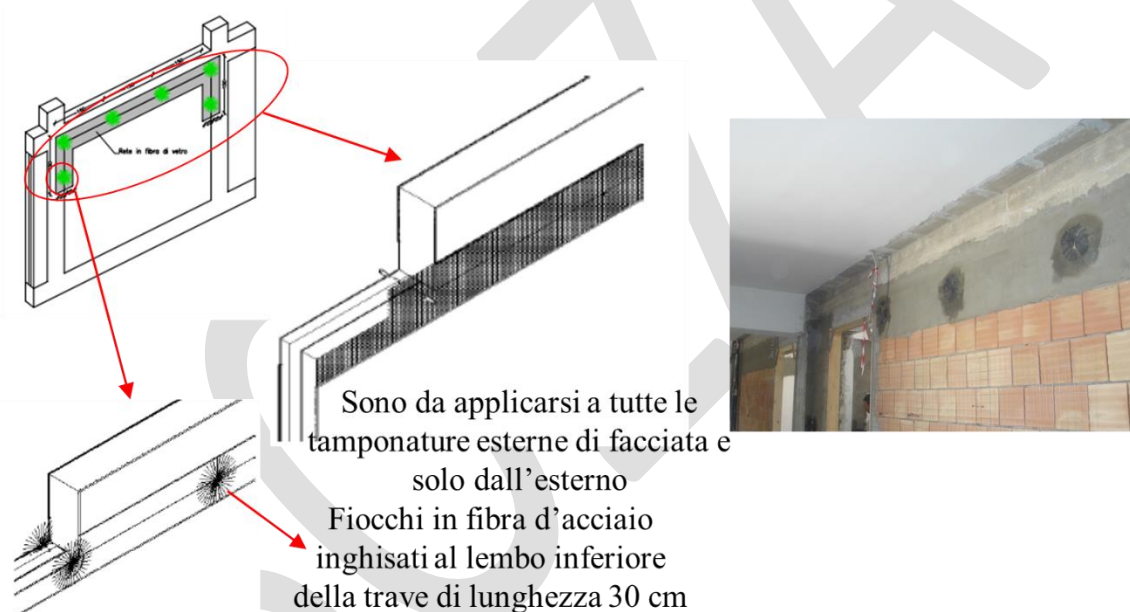 Rete in fibra di vetro
Sono da applicarsi a tutte le
tamponature esterne di facciata e
solo dall’esterno
Fiocchi in fibra d’acciaio
inghisati al lembo inferiore
della trave di lunghezza 30 cm